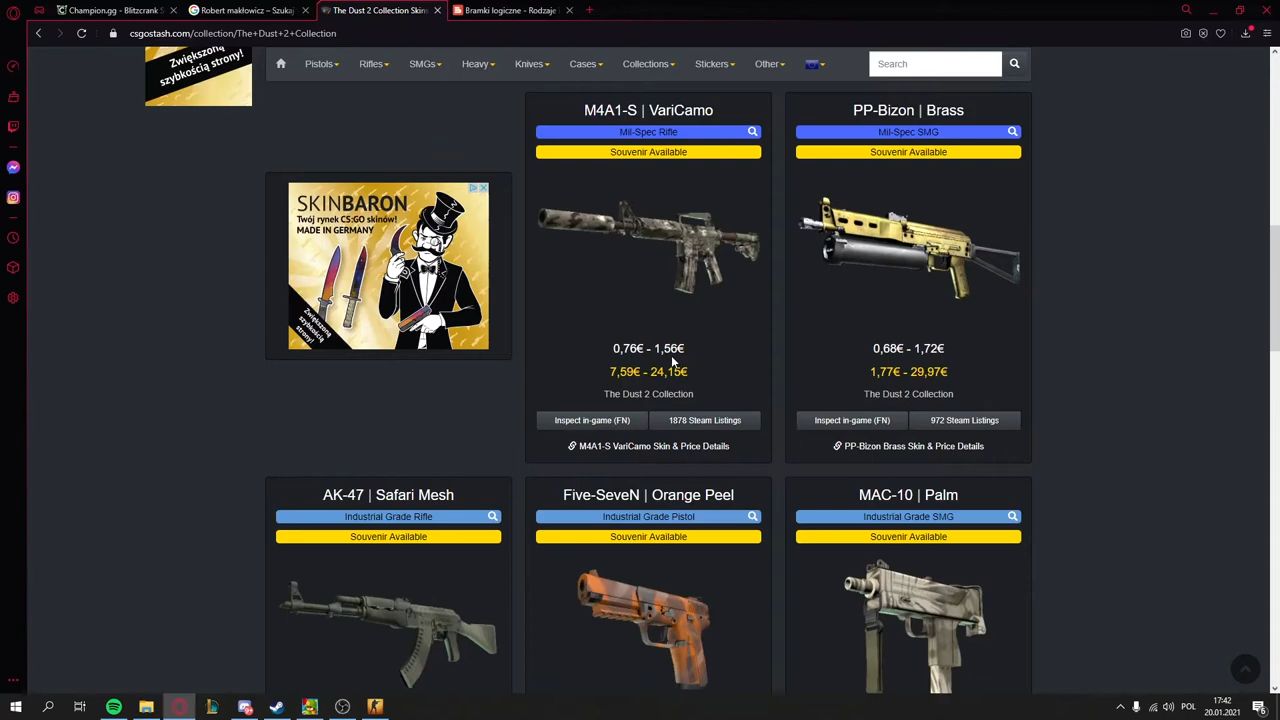 Champion.gg - Blitzcrank S
Robert makłowicz - Szukaj
The Dust 2 Collection Skins
Bramki logiczne - Rodzaje i
csgostash.com/collection/The+Dust+2+Collection
Zwiększoną
szybkością strony!
Pistols
Rifles
SMGs
Heavy
Knives
Cases
Collections
Stickers
Other
Search
M4A1-S | VariCamo
Mil-Spec Rifle
Souvenir Available
0,76€ - 1,56€
7,59€ - 24,15€
The Dust 2 Collection
Inspect in-game (FN)
1878 Steam Listings
M4A1-S VariCamo Skin & Price Details
PP-Bizon | Brass
Mil-Spec SMG
Souvenir Available
0,68€ - 1,72€
1,77€ - 29,97€
The Dust 2 Collection
Inspect in-game (FN)
972 Steam Listings
PP-Bizon Brass Skin & Price Details
SKINBARON
Twój rynek CS:GO skinów!
MADE IN GERMANY
Zwiększoną
szybkością
strony!
AK-47 | Safari Mesh
Industrial Grade Rifle
Souvenir Available
Five-SeveN | Orange Peel
Industrial Grade Pistol
Souvenir Available
MAC-10 | Palm
Industrial Grade SMG
Souvenir Available
POL
17:42
20.01.2021
6